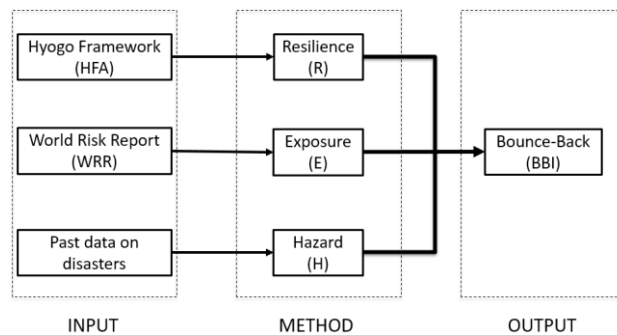 Hyogo Framework
(HFA)
Resilience
(R)
World Risk Report
(WRR)
Exposure
(E)
Bounce-Back
(BBI)
Past data on
disasters
Hazard
(H)
INPUT
METHOD
OUTPUT